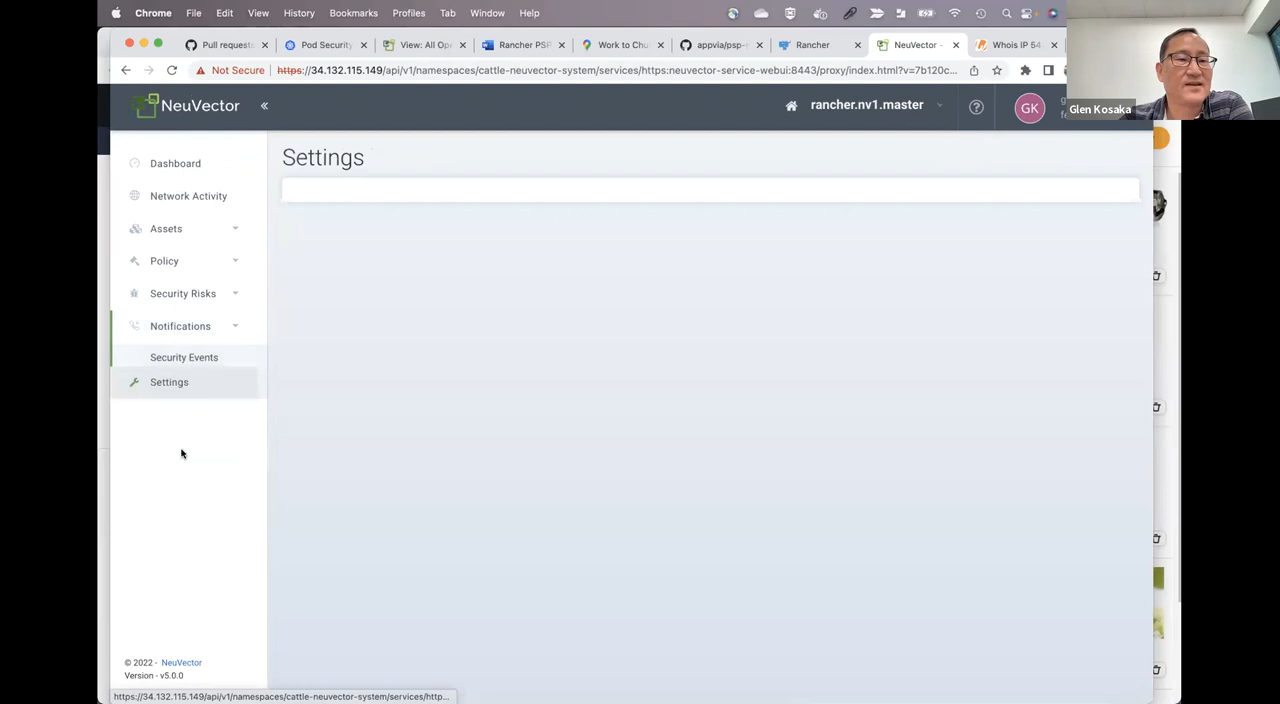 Chrome File Edit View History Bookmarks Profiles Tab Window Help
Pull request
Pod Security
View: All Op
Rancher PSP
Work to Chu
appvia/psp-
Rancher
NeuVector -
Whois IP 54
Not Secure https://34.132.115.149/api/v1/namespaces/cattle-neuvector-system/services/https:neuvector-service-webui:8443/proxy/index.html?v=7b120c...
NeuVector «
rancher.nv1.master
GK
Glen Kosaka
Dashboard
Network Activity
Assets
Policy
Security Risks
Notifications
Security Events
Settings
Settings
© 2022 - NeuVector
Version - v5.0.0
https://34.132.115.149/api/v1/namespaces/cattle-neuvector-system/services/http...